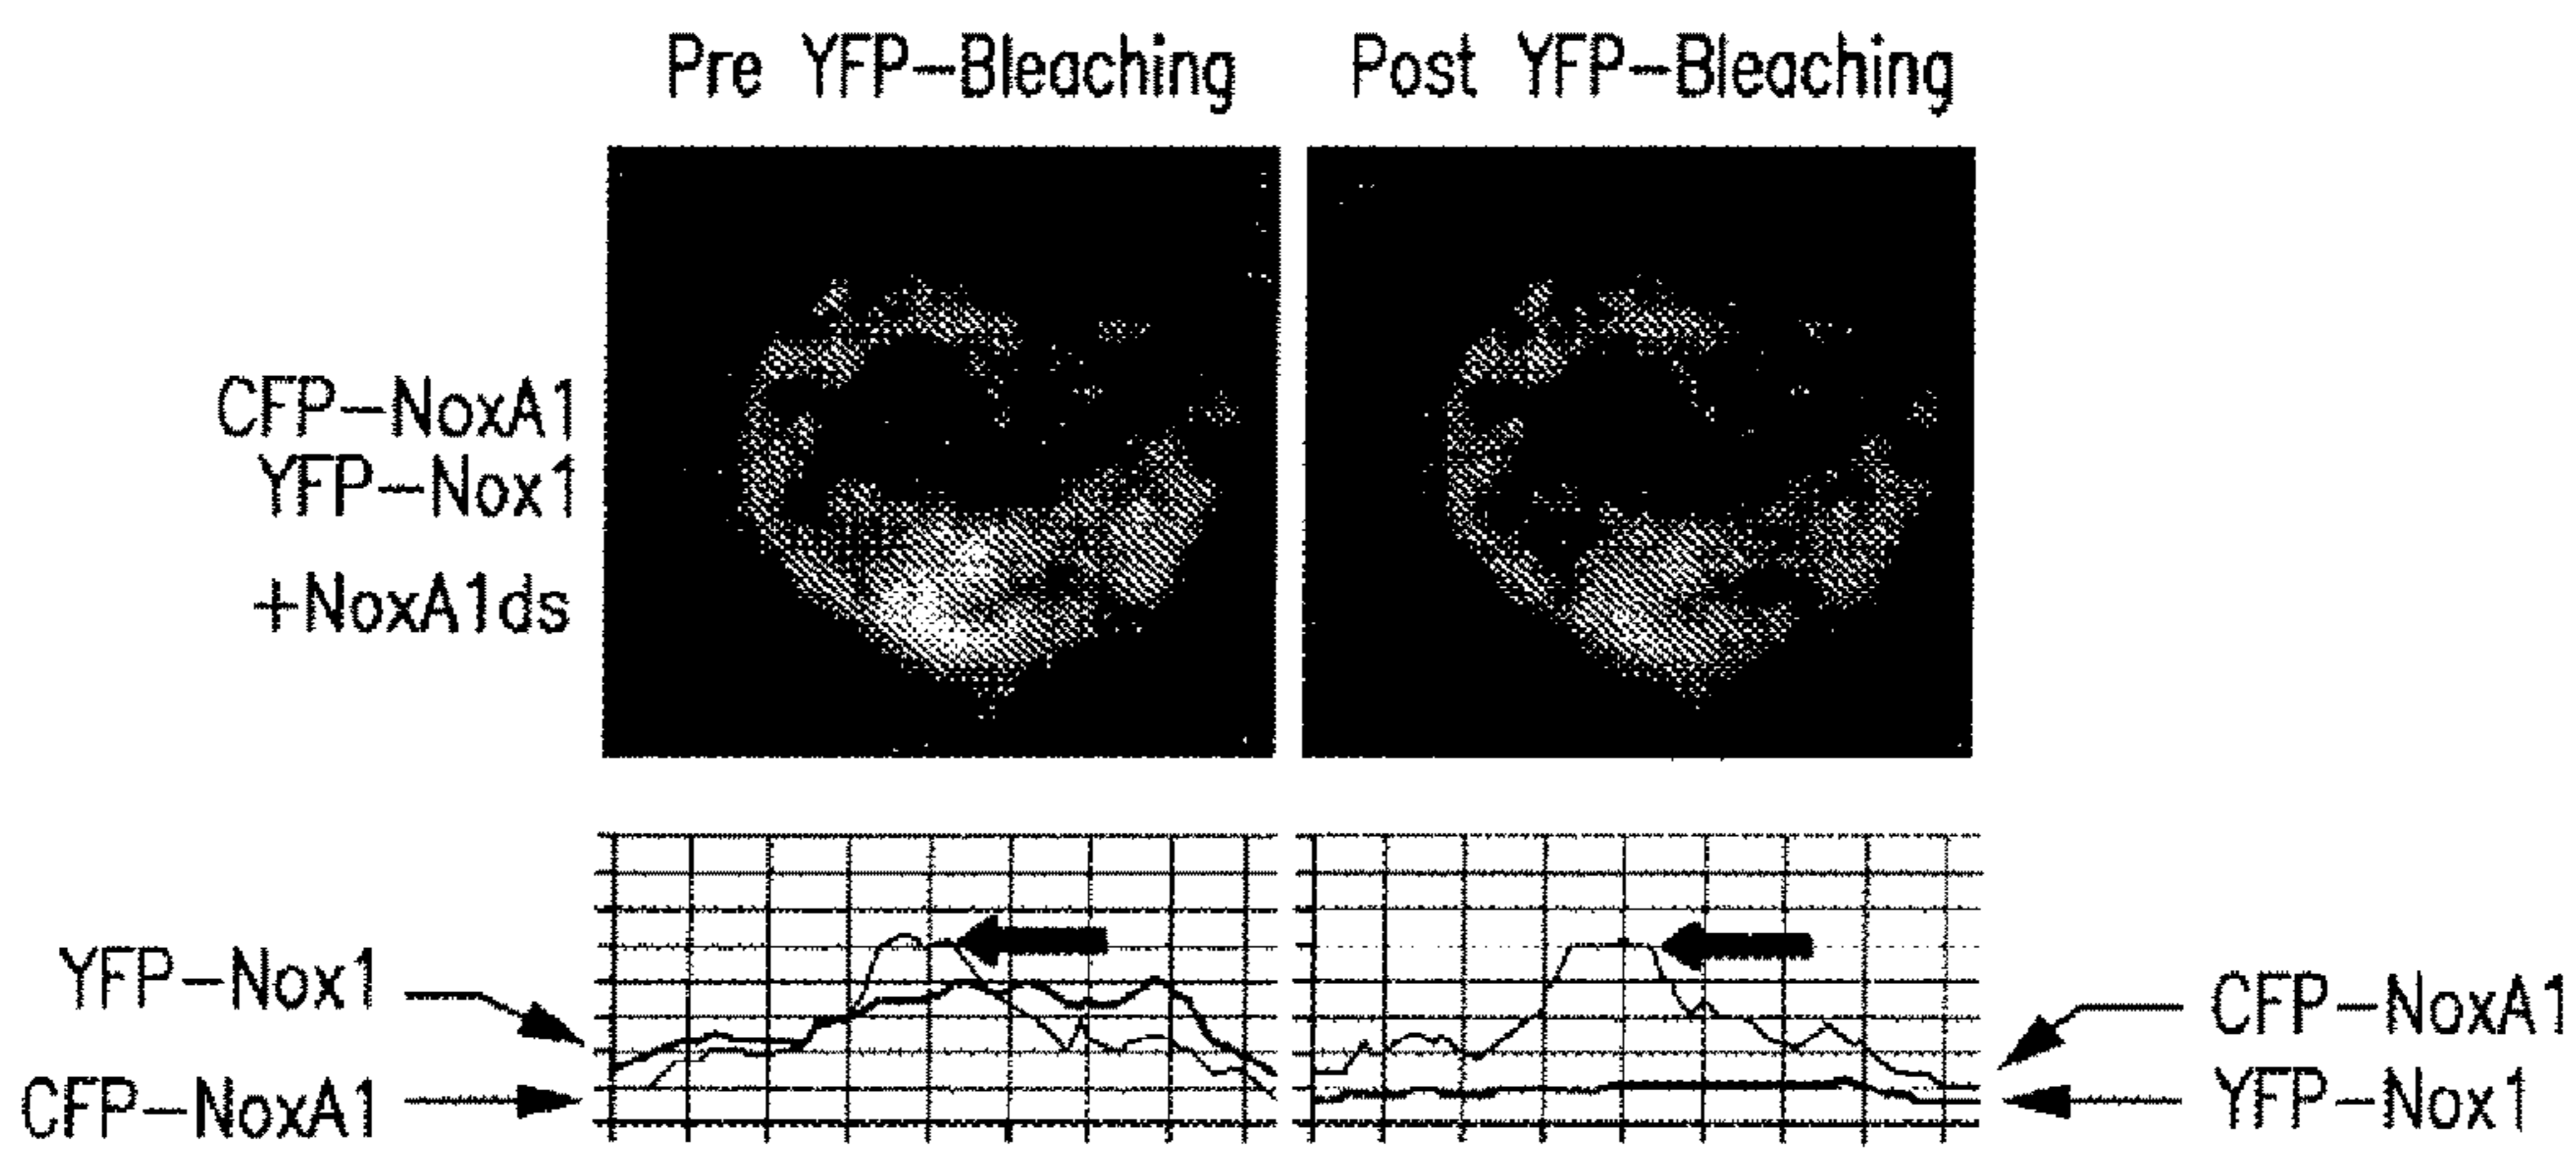 Pre YFP-Bleaching
Post YFP-Bleaching
CFP-NoxA1
YFP-Nox1
+NoxA1ds
YFP-Nox1
CFP-NoxA1
CFP-NoxA1
YFP-Nox1